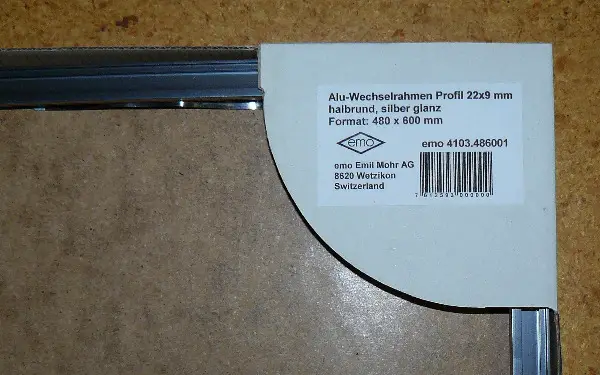 Alu-Wechselrahmen Profil 22x9 mm
halbrund, silber glanz
Format: 480 x 600 mm
emo
emo 4103.486001
emo Emil Mohr AG
8620 Wetzikon
Switzerland